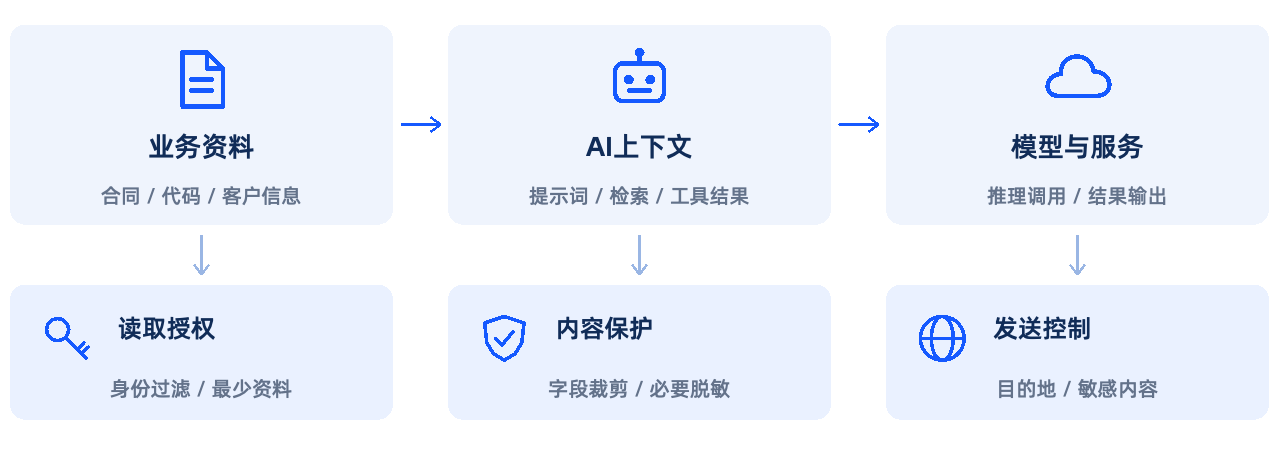 业务资料
合同 / 代码 / 客户信息
AI上下文
提示词 / 检索 / 工具结果
模型与服务
推理调用 / 结果输出
读取授权
身份过滤 / 最少资料
内容保护
字段裁剪 / 必要脱敏
发送控制
目的地 / 敏感内容